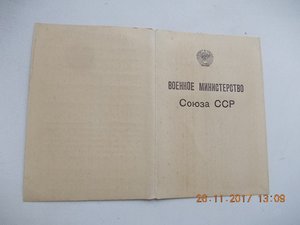 ВОЕННОЕ МИНИСТЕРСТВО
Союза ССР
28.11.2017 13:09